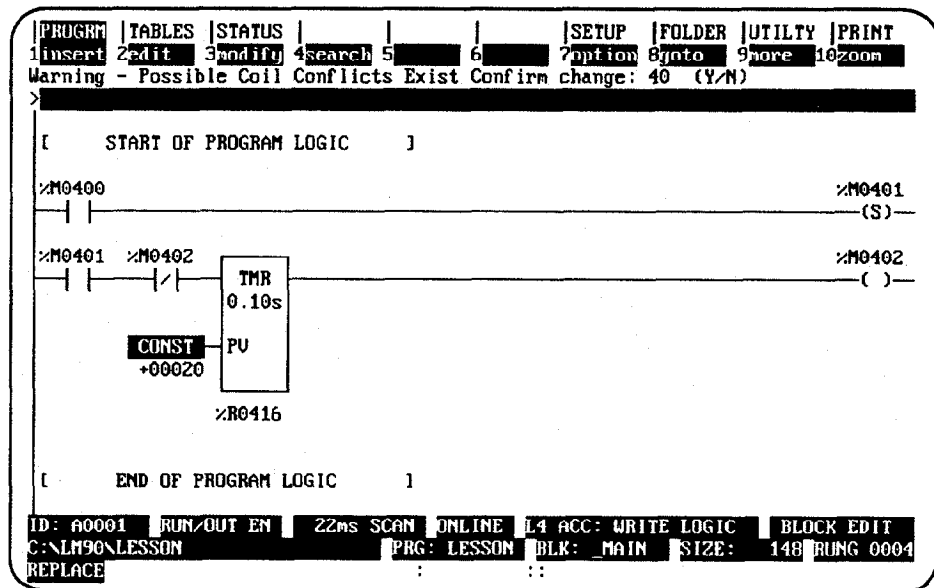 PROGRM |TABLES |STATUS | | | |SETUP |FOLDER |UTILTY |PRINT
1insert 2edit 3modify 4search 5 6 7option 8goto 9more 10zoom
Warning - Possible Coil Conflicts Exist Confirm change: 40 (Y/N)
>
[ START OF PROGRAM LOGIC ]
%M0400 %M0401
(S)
%M0401 %M0402 %M0402
TMR ( )
0.10s
CONST PV
+00020
%R0416
[ END OF PROGRAM LOGIC ]
ID: A0001 RUN/OUT EN 22ms SCAN ONLINE L4 ACC: WRITE LOGIC BLOCK EDIT
C:\LM90\LESSON PRG: LESSON BLK: _MAIN SIZE: 148 RUNG 0004
REPLACE : ::